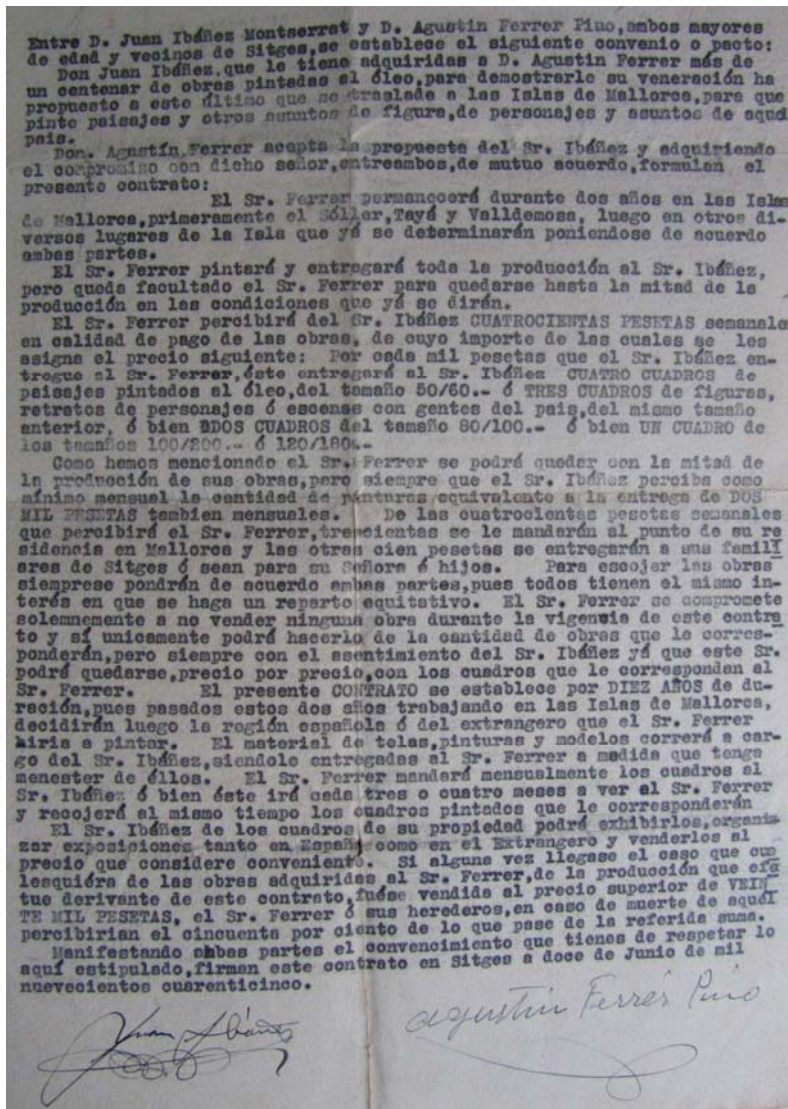 Entre D. Juan Ibáñez Montserrat y D. Agustin Ferrer Pino,ambos mayores
de edad y vecinos de Sitges,se establece el siguiente convenio o pacto:
Don Juan Ibáñez,que le tiene adquiridas a D. Agustin Ferrer más de
un centenar de obras pintadas al óleo,para demostrarle su veneración ha
propuesto a este último que se traslade a las Islas de Mallorca,para que
pinte paisajes y otros asuntos de figura,de personajes y asuntos de aquel
pais.
Don. Agustín,Ferrer acepta la propuesta del Sr. Ibáñez y adquiriendo
el compromiso con dicho señor,entreambos,de mutuo acuerdo,formulan el
presente contrato:
El Sr. Ferrer permanecerá durante dos años en las Islas
de Mallorca,primeramente el Sóller,Tayá y Valldemosa, luego en otros di-
versos lugares de la Isla que yá se determinarán poniendose de acuerdo
ambas partes.
El Sr. Ferrer pintará y entregará toda la producción al Sr. Ibáñez,
pero queda facultado el Sr. Ferrer para quedarse hasta la mitad de la
producción en las condiciones que yá se dirán.
El Sr. Ferrer percibirá del Sr. Ibáñez CUATROCIENTAS PESETAS semanale
en calidad de pago de las obras, de cuyo importe de las cuales se les
asigna el precio siguiente: Por cada mil pesetas que el Sr. Ibáñez en-
tregue al Sr. Ferrer,éste entregará al Sr. Ibáñez CUATRO CUADROS de
paisajes pintados al óleo,del tamaño 50/60.- ó TRES CUADROS de figuras,
retratos de personajes ó escenas con gentes del pais,del mismo tamaño
anterior, ó bien DDOS CUADROS del tamaño 80/100.- ó bien UN CUADRO de
los tamaños 100/200.- ó 120/180.-
Como hemos mencionado el Sr. Ferrer se podrá quedar con la mitad de
la producción de sus obras,pero siempre que el Sr. Ibáñez perciba como
mínimo mensual la cantidad de pánturas equivalente a la entrega de DOS
MIL PESETAS tambien mensuales. De las cuatrocientas pesetas semanales
que percibirá el Sr. Ferrer,trescientas se le mandarán al punto de su re
sidencia en Mallorca y las otras cien pesetas se entregarán a sus famili
ares de Sitges ó sean para su Señora é hijos. Para escojer las obras
siemprese pondrán de acuerdo ambas partes,pues todos tienen el mismo in-
terés en que se haga un reparto equitativo. El Sr. Ferrer se compromete
solemnemente a no vender ninguna obra durante la vigencia de este contra
to y sí unicamente podrá hacerlo de la cantidad de obras que le corres-
ponderán,pero siempre con el asentimiento del Sr. Ibáñez yá que este Sr.
podrá quedarse,precio por precio,con los cuadros que le correspondan al
Sr. Ferrer. El presente CONTRATO se establece por DIEZ AÑOS de du-
ración,pues pasados estos dos años trabajando en las Islas de Mallorca,
decidirán luego la región española ó del extrangero que el Sr. Ferrer
hiria a pintar. El material de telas,pinturas y modelos correrá a car-
go del Sr. Ibáñez,siendole entregadas al Sr. Ferrer a medida que tenga
menester de éllos. El Sr. Ferrer mandará mensualmente los cuadros al
Sr. Ibáñez ó bien éste irá cada tres o cuatro meses a ver al Sr. Ferrer
y recojerá al mismo tiempo los cuadros pintados que le corresponderán
El Sr. Ibáñez de los cuadros de su propiedad podrá exhibirlos,organi
zar exposiciones tanto en España como en el Extrangero y venderlos al
precio que considere conveniente. Si alguna vez llegase el caso que cua
lesquiéra de las obras adquiridas al Sr. Ferrer,de la producción que efe
tue derivante de este contrato,fuése vendida al precio superior de VEIN
TE MIL PESETAS, el Sr. Ferrer ó sus herederos,en caso de muerte de aquel
percibirian el cincuenta por ciento de lo que pase de la referida suma.
Manifestando ambas partes el convencimiento que tienes de respetar lo
aquí estipulado,firman este contrato en Sitges a doce de Junio de mil
nuevecientos cuarenticinco.
Juan Ibáñez
Agustin Ferrer Pino